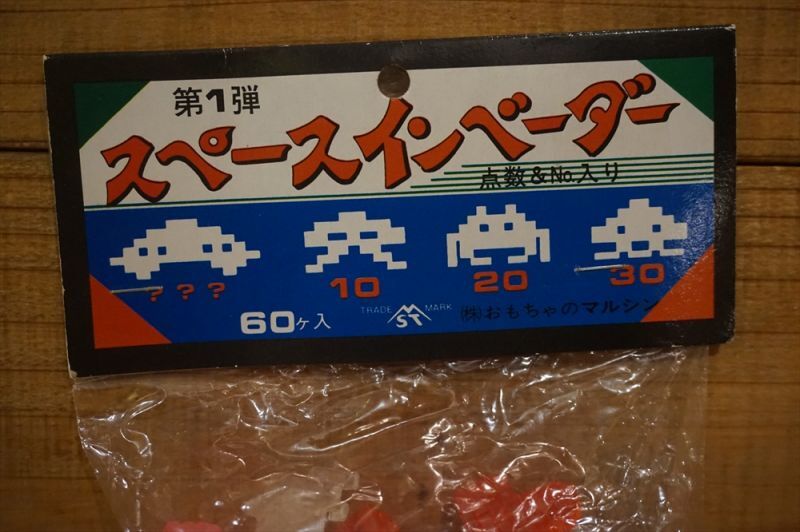 第1弾
スペースインベーダー
点数&No.入り
? ? ?
10
20
30
60ヶ入
TRADE MARK
ST
㈱おもちゃのマルシン